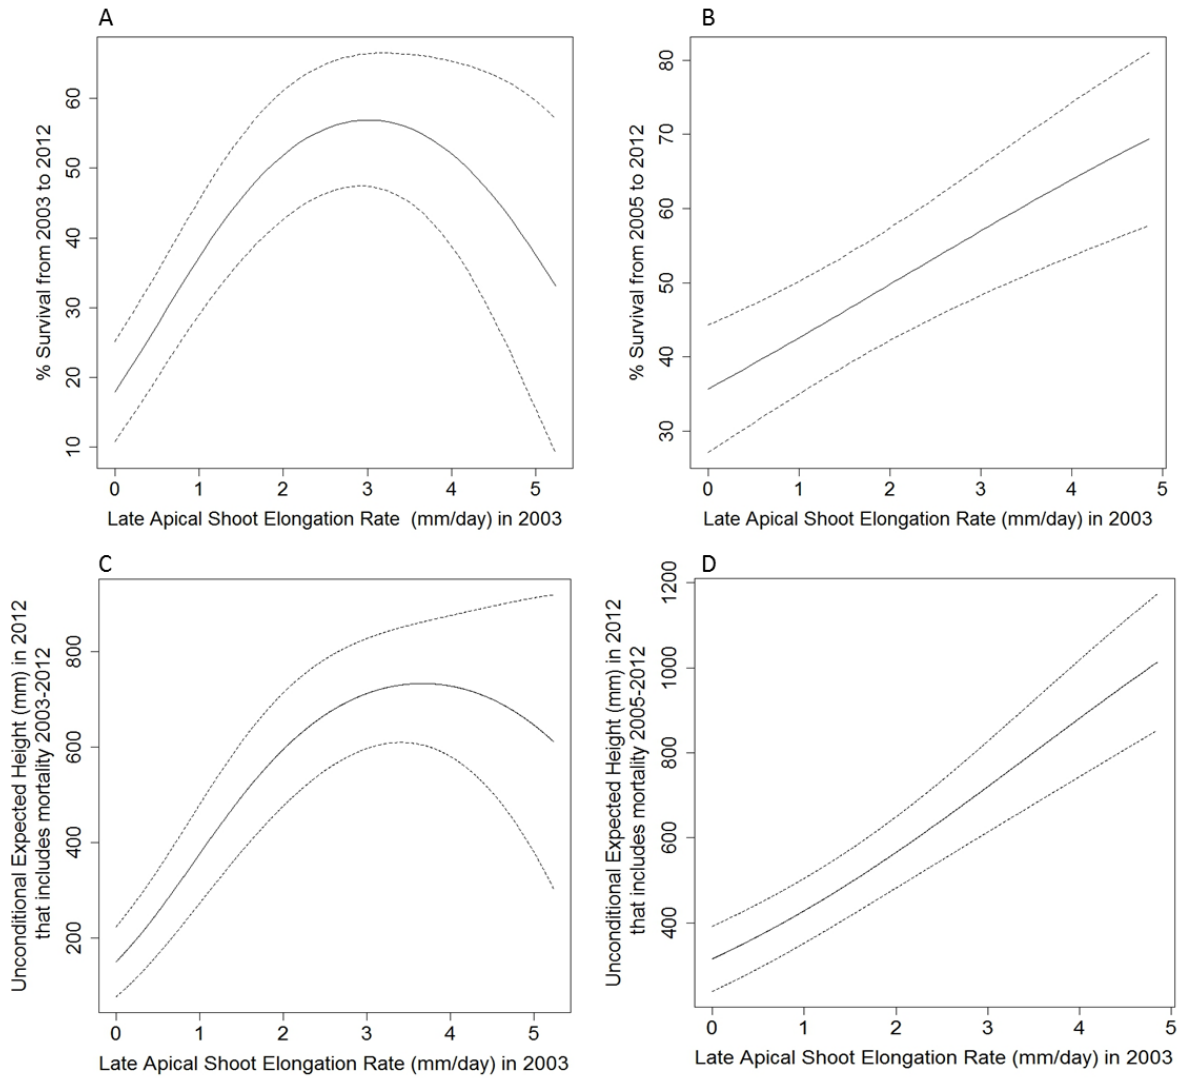 A
% Survival from 2003 to 2012
60
50
40
30
20
10
0 1 2 3 4 5
Late Apical Shoot Elongation Rate (mm/day) in 2003
B
% Survival from 2005 to 2012
80
70
60
50
40
30
0 1 2 3 4 5
Late Apical Shoot Elongation Rate (mm/day) in 2003
C
Unconditional Expected Height (mm) in 2012
that includes mortality 2003-2012
800
600
400
200
0 1 2 3 4 5
Late Apical Shoot Elongation Rate (mm/day) in 2003
D
Unconditional Expected Height (mm) in 2012
that includes mortality 2005-2012
1200
1000
800
600
400
0 1 2 3 4 5
Late Apical Shoot Elongation Rate (mm/day) in 2003